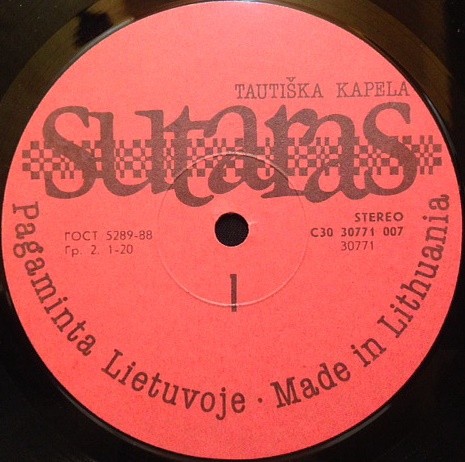 TAUTIŠKA KAPELA
sutaras
STEREO
ГОСТ 5289-88
С30 30771 007
Гр. 2. 1-20
30771
I
Pagaminta Lietuvoje · Made in Lithuania